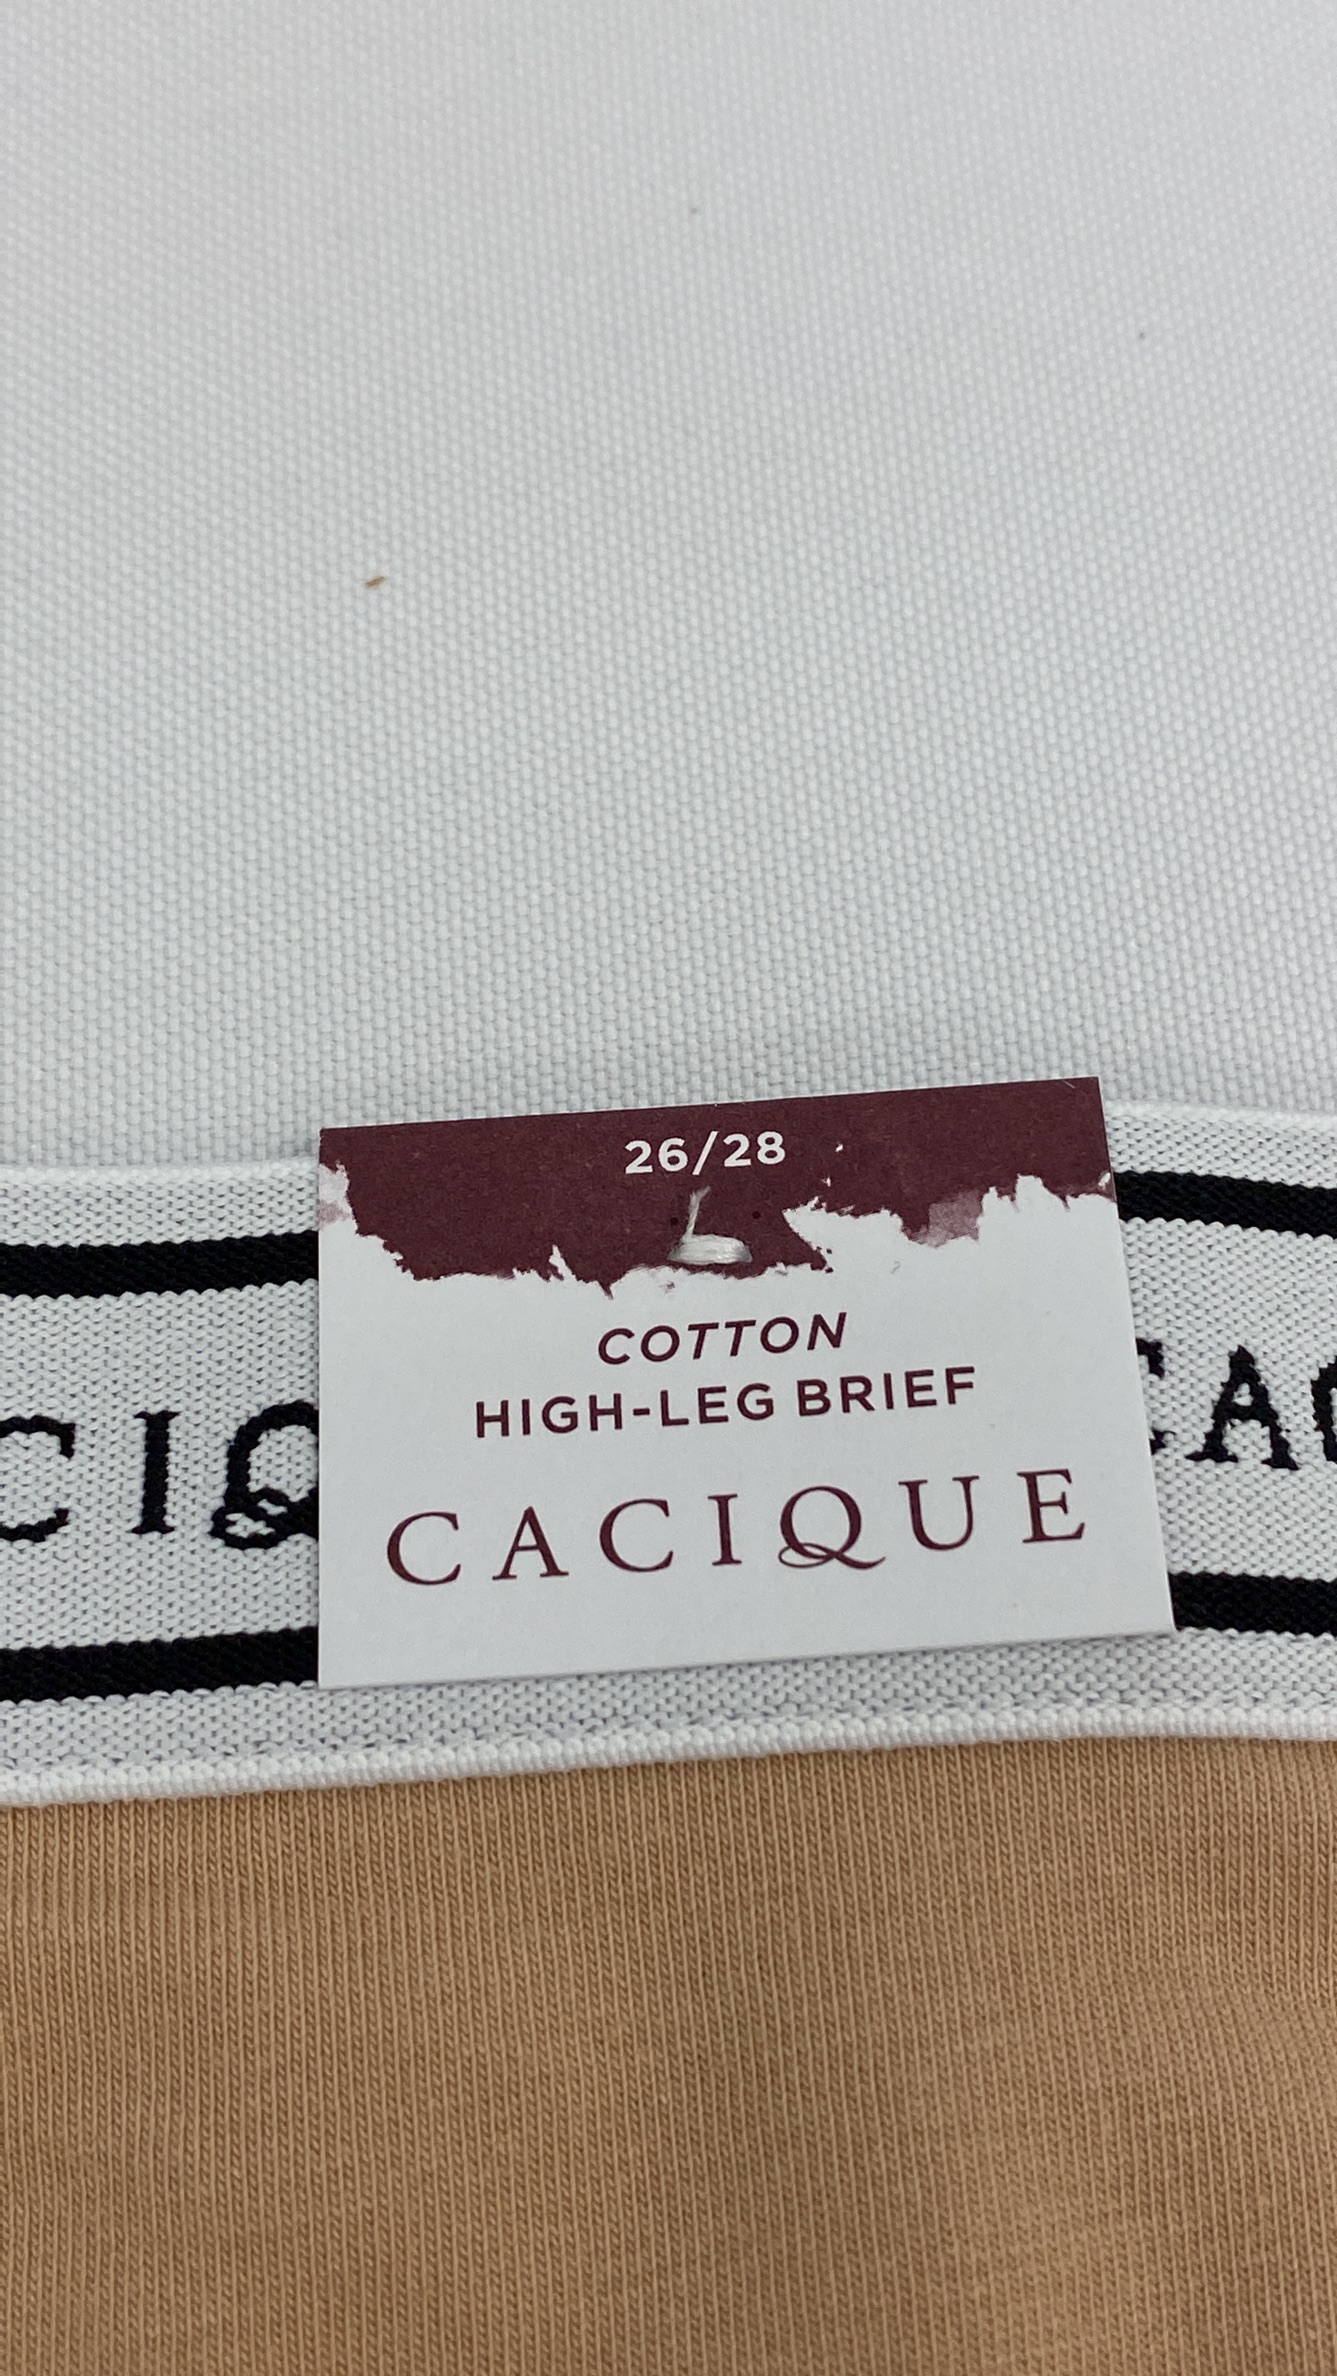 26/28
COTTON
HIGH-LEG BRIEF
CACIQUE
CIQ
CAC